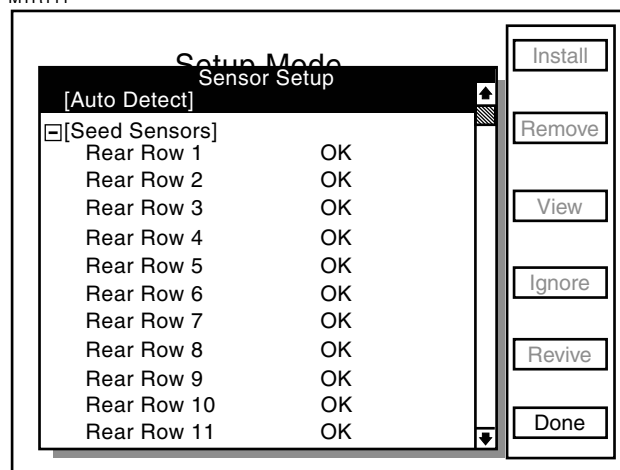 Setup Mode
Sensor Setup
[Auto Detect]
[Seed Sensors]
Rear Row 1 OK
Rear Row 2 OK
Rear Row 3 OK
Rear Row 4 OK
Rear Row 5 OK
Rear Row 6 OK
Rear Row 7 OK
Rear Row 8 OK
Rear Row 9 OK
Rear Row 10 OK
Rear Row 11 OK
Install
Remove
View
Ignore
Revive
Done